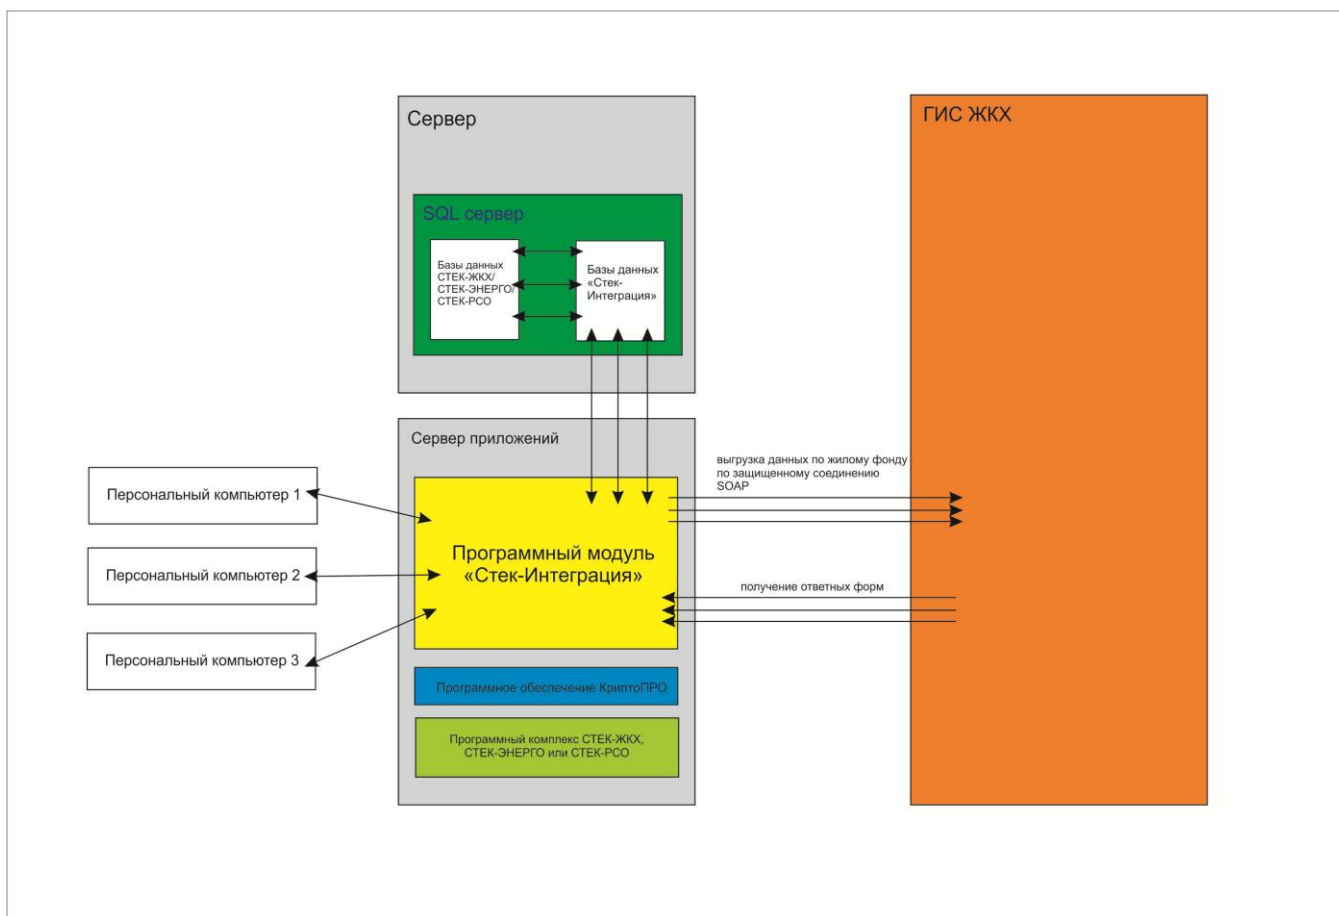 Сервер
ГИС ЖКХ
SQL сервер
Базы данных
СТЕК-ЖКХ/
СТЕК-ЭНЕРГО/
СТЕК-РСО
Базы данных
«Стек-
Интеграция»
Сервер приложений
выгрузка данных по жилому фонду
по защищенному соединению
SOAP
Персональный компьютер 1
Программный модуль
«Стек-Интеграция»
Персональный компьютер 2
получение ответных форм
Персональный компьютер 3
Программное обеспечение КриптоПРО
Программный комплекс СТЕК-ЖКХ,
СТЕК-ЭНЕРГО или СТЕК-РСО